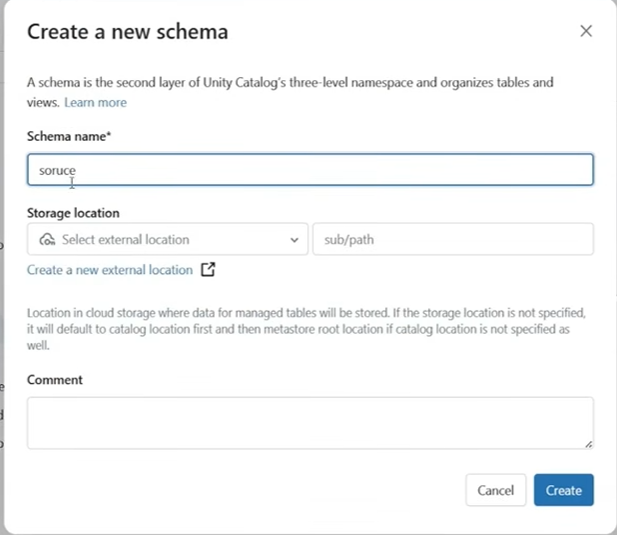 Create a new schema
A schema is the second layer of Unity Catalog's three-level namespace and organizes tables and
views. Learn more
Schema name*
soruce
Storage location
Select external location
sub/path
Create a new external location
Location in cloud storage where data for managed tables will be stored. If the storage location is not specified,
it will default to catalog location first and then metastore root location if catalog location is not specified as
well.
Comment
Cancel
Create